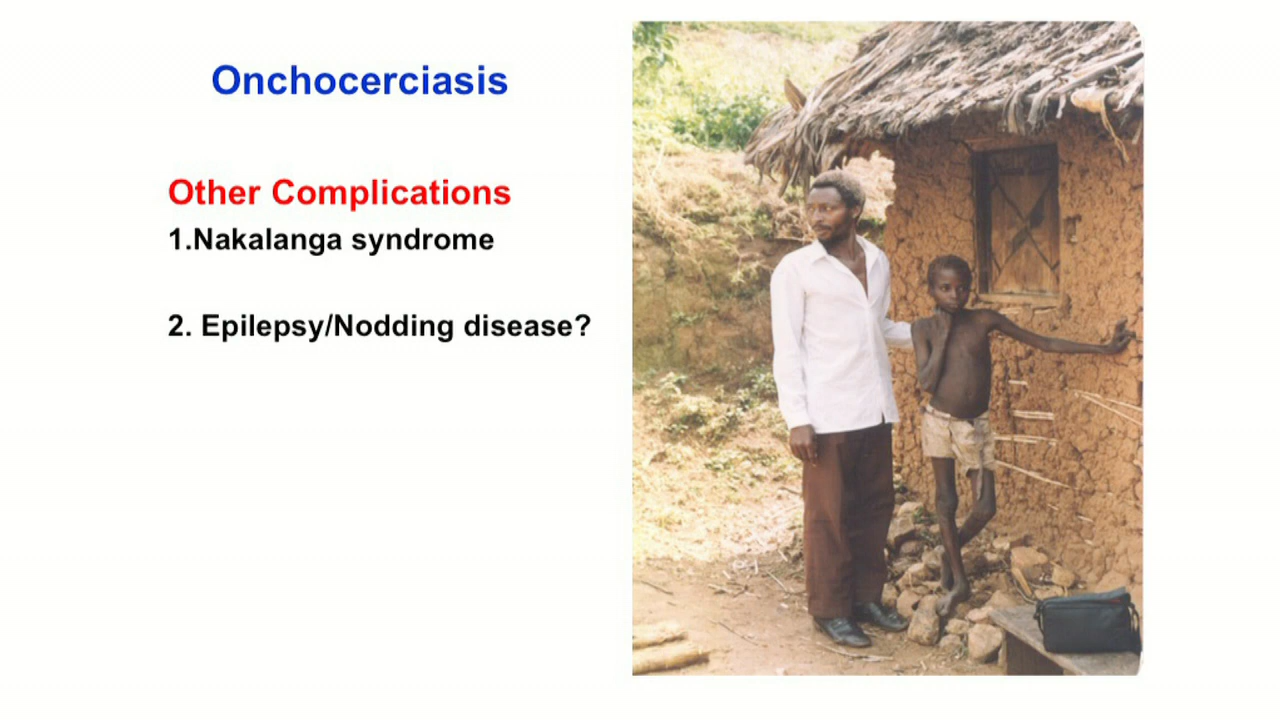 Onchocerciasis
Other Complications
1.Nakalanga syndrome
2. Epilepsy/Nodding disease?